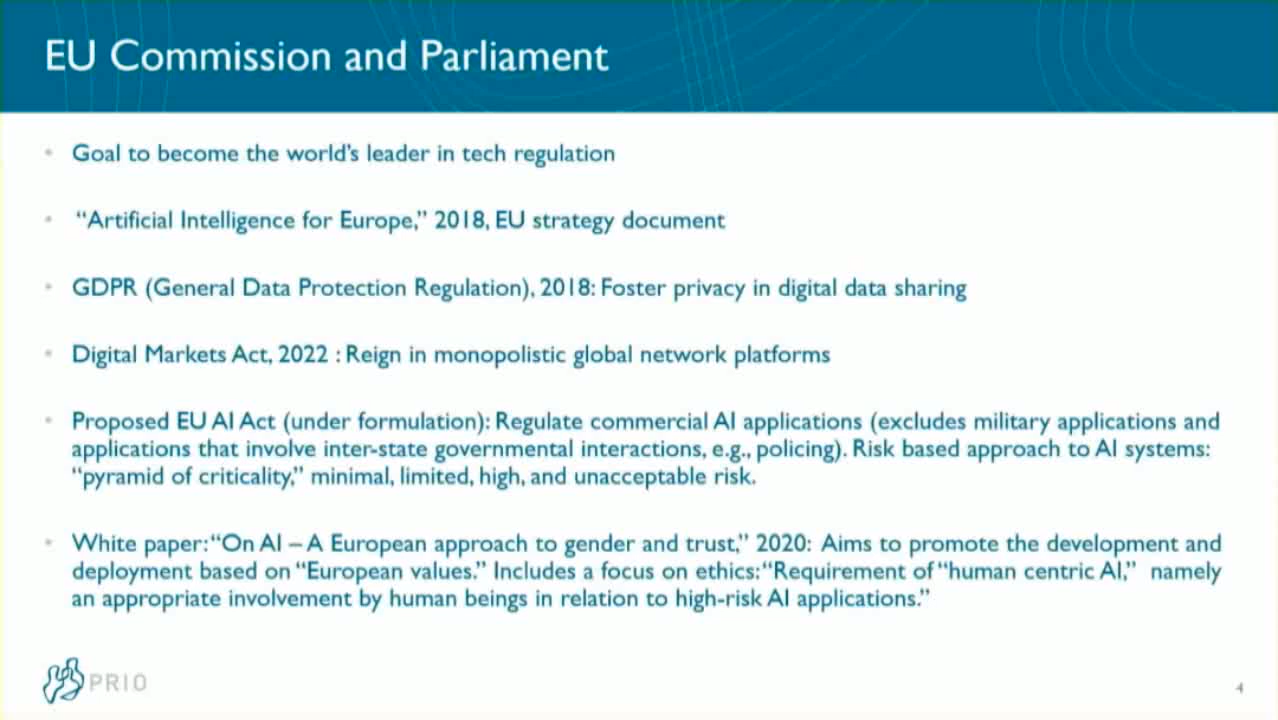 EU Commission and Parliament
• Goal to become the world's leader in tech regulation
• “Artificial Intelligence for Europe,” 2018, EU strategy document
• GDPR (General Data Protection Regulation), 2018: Foster privacy in digital data sharing
• Digital Markets Act, 2022 : Reign in monopolistic global network platforms
• Proposed EU AI Act (under formulation): Regulate commercial AI applications (excludes military applications and
applications that involve inter-state governmental interactions, e.g., policing). Risk based approach to AI systems:
“pyramid of criticality,” minimal, limited, high, and unacceptable risk.
• White paper: “On AI – A European approach to gender and trust,” 2020: Aims to promote the development and
deployment based on “European values.” Includes a focus on ethics: “Requirement of “human centric AI,” namely
an appropriate involvement by human beings in relation to high-risk AI applications.”
PRIO
4